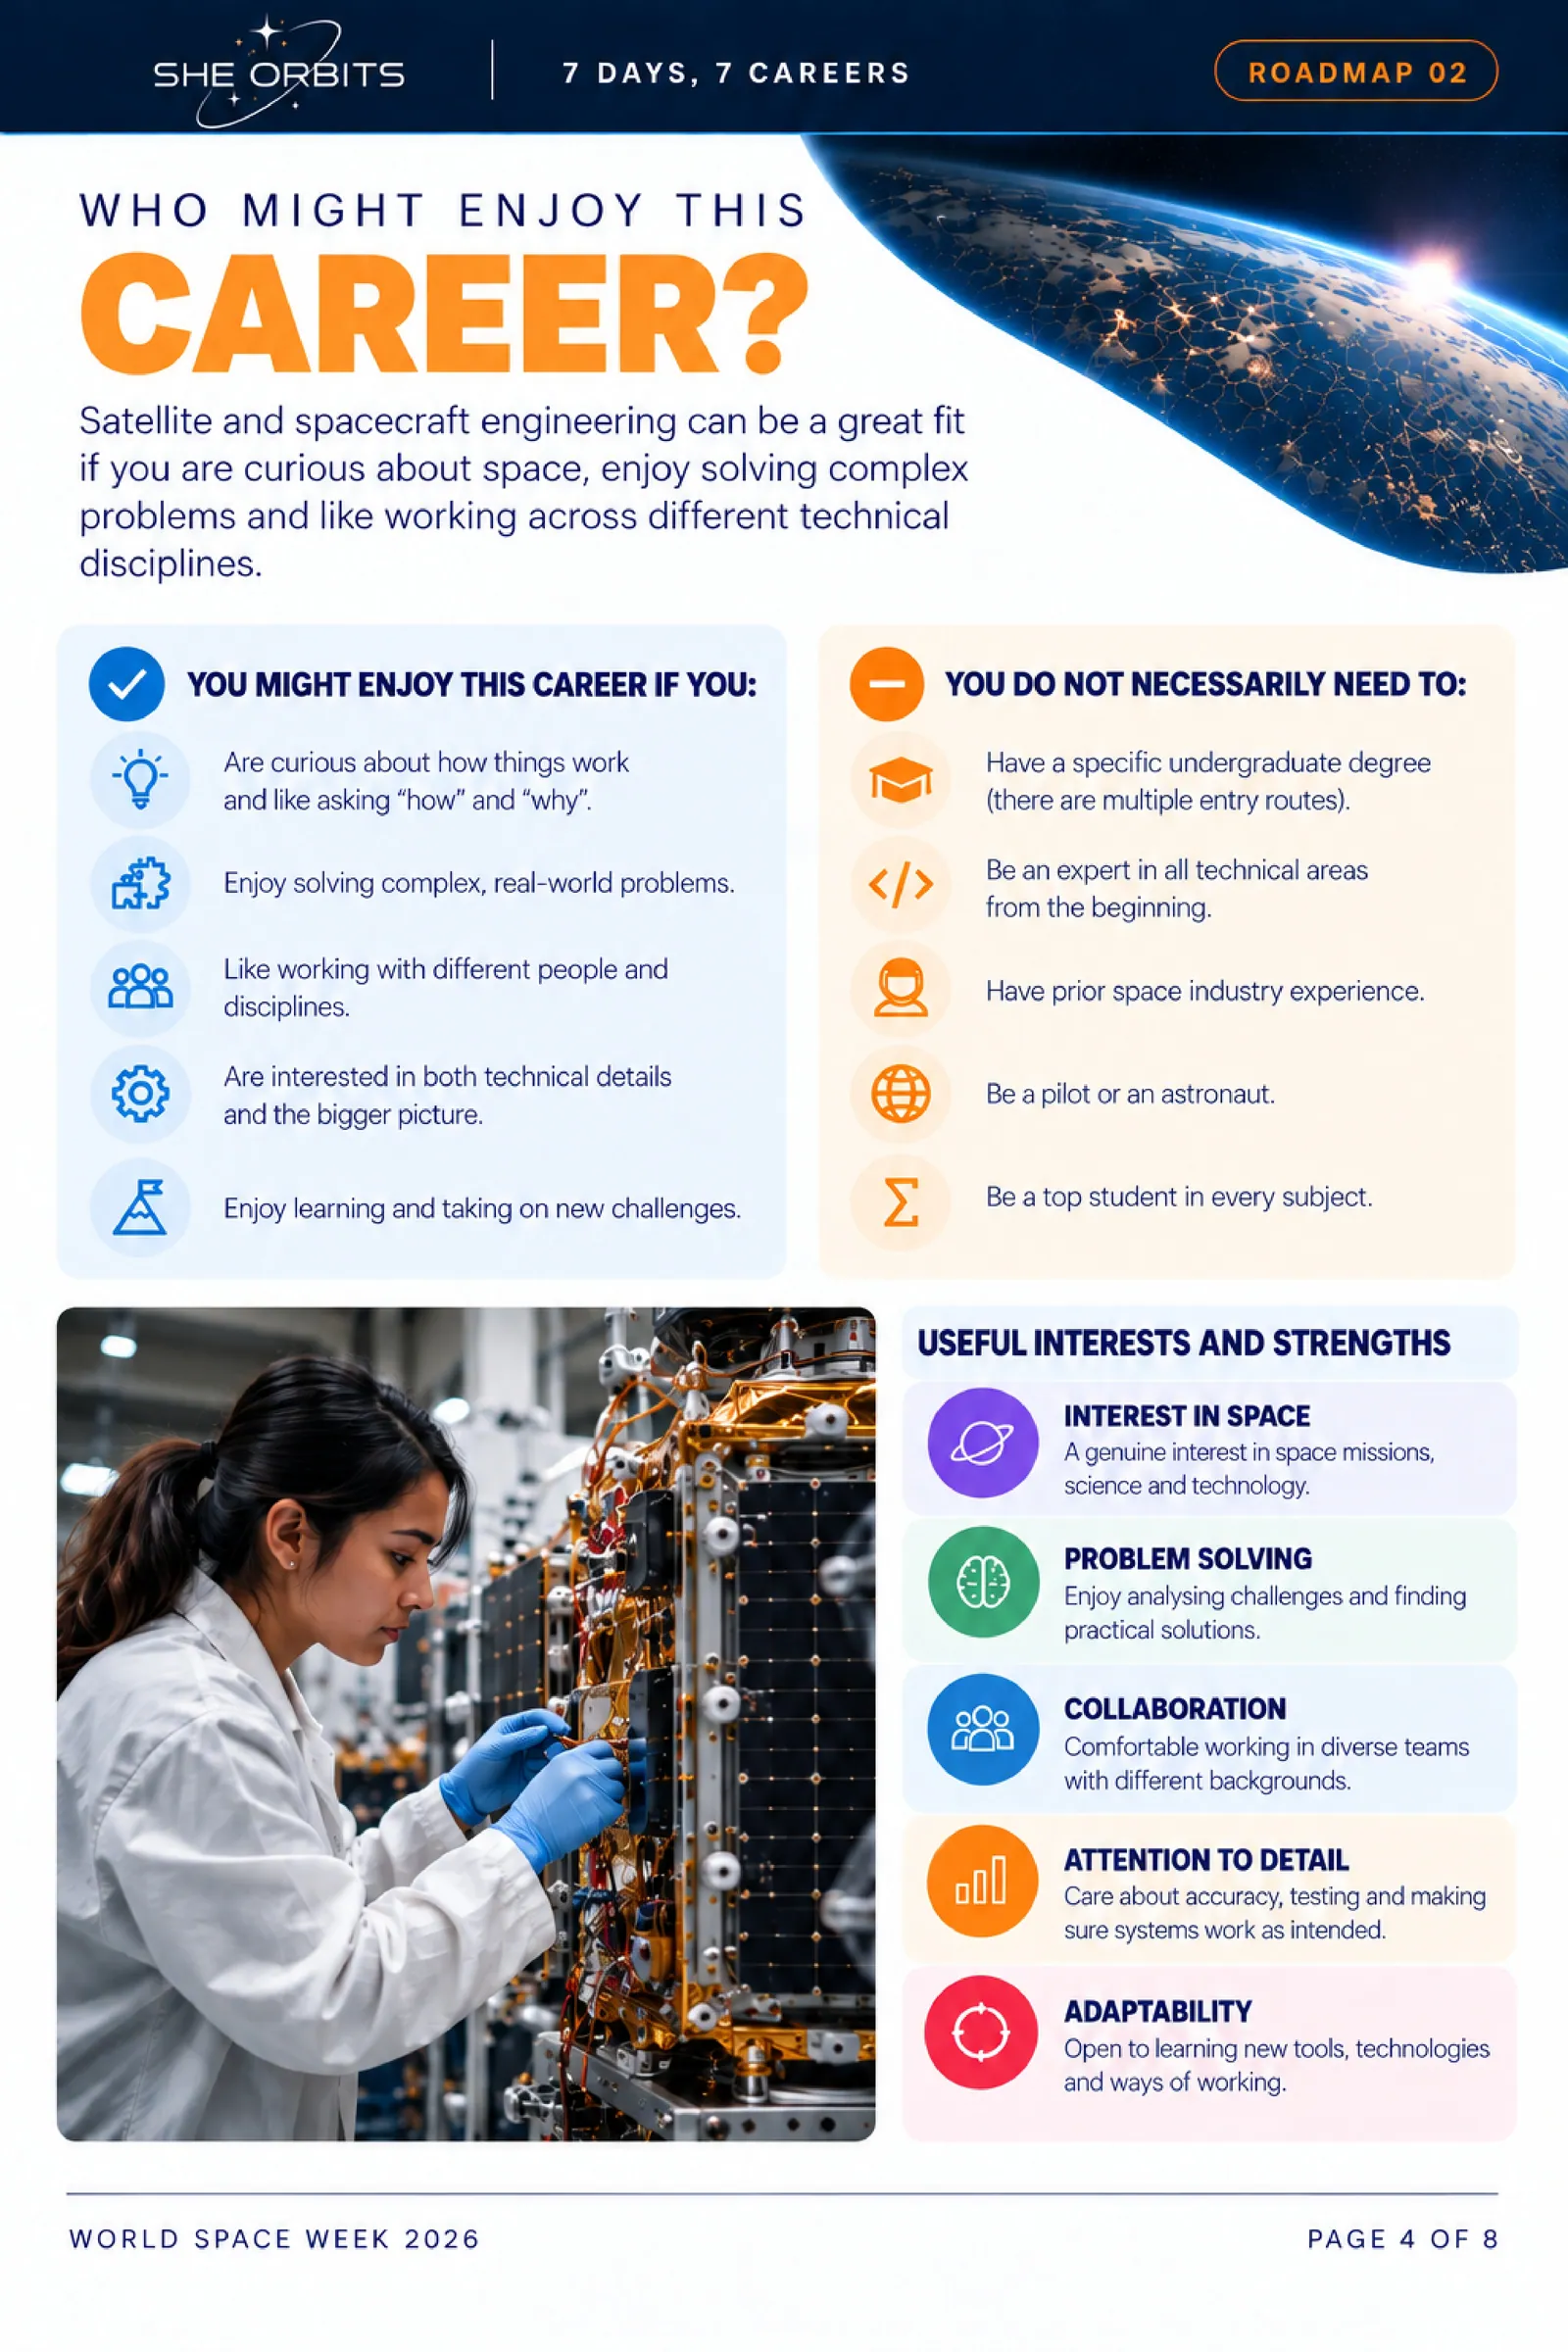 SHE ORBITS
7 DAYS, 7 CAREERS
ROADMAP 02
WHO MIGHT ENJOY THIS
CAREER?
Satellite and spacecraft engineering can be a great fit
if you are curious about space, enjoy solving complex
problems and like working across different technical
disciplines.
YOU MIGHT ENJOY THIS CAREER IF YOU:
Are curious about how things work
and like asking “how” and “why”.
Enjoy solving complex, real-world problems.
Like working with different people and
disciplines.
Are interested in both technical details
and the bigger picture.
Enjoy learning and taking on new challenges.
YOU DO NOT NECESSARILY NEED TO:
Have a specific undergraduate degree
(there are multiple entry routes).
Be an expert in all technical areas
from the beginning.
Have prior space industry experience.
Be a pilot or an astronaut.
Be a top student in every subject.
USEFUL INTERESTS AND STRENGTHS
INTEREST IN SPACE
A genuine interest in space missions,
science and technology.
PROBLEM SOLVING
Enjoy analysing challenges and finding
practical solutions.
COLLABORATION
Comfortable working in diverse teams
with different backgrounds.
ATTENTION TO DETAIL
Care about accuracy, testing and making
sure systems work as intended.
ADAPTABILITY
Open to learning new tools, technologies
and ways of working.
WORLD SPACE WEEK 2026
PAGE 4 OF 8